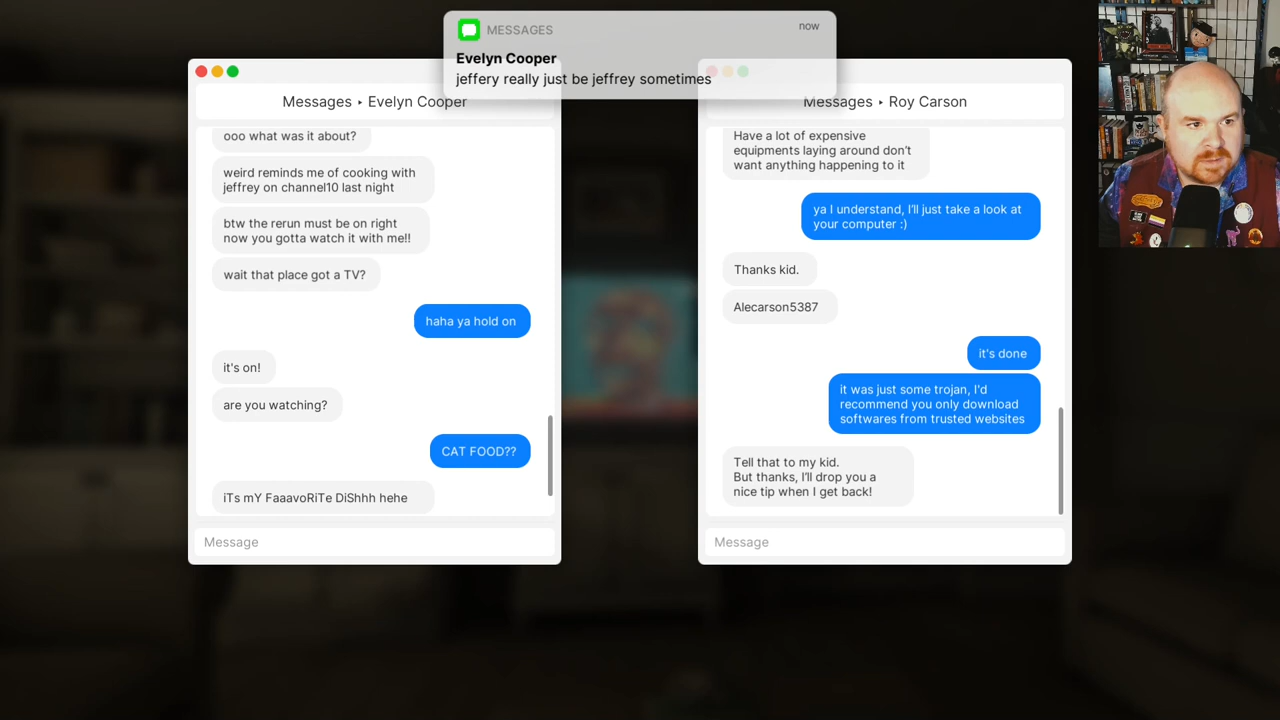 MESSAGES
now
Evelyn Cooper
jeffery really just be jeffrey sometimes
Messages ‣ Evelyn Cooper
ooo what was it about?
weird reminds me of cooking with
jeffrey on channel10 last night
btw the rerun must be on right
now you gotta watch it with me!!
wait that place got a TV?
haha ya hold on
it's on!
are you watching?
CAT FOOD??
iTs mY FaaavoRiTe DiShhh hehe
Message
Messages ‣ Roy Carson
Have a lot of expensive
equipments laying around don't
want anything happening to it
ya I understand, I'll just take a look at
your computer :)
Thanks kid.
Alecarson5387
it's done
it was just some trojan, I'd
recommend you only download
softwares from trusted websites
Tell that to my kid.
But thanks, I'll drop you a
nice tip when I get back!
Message